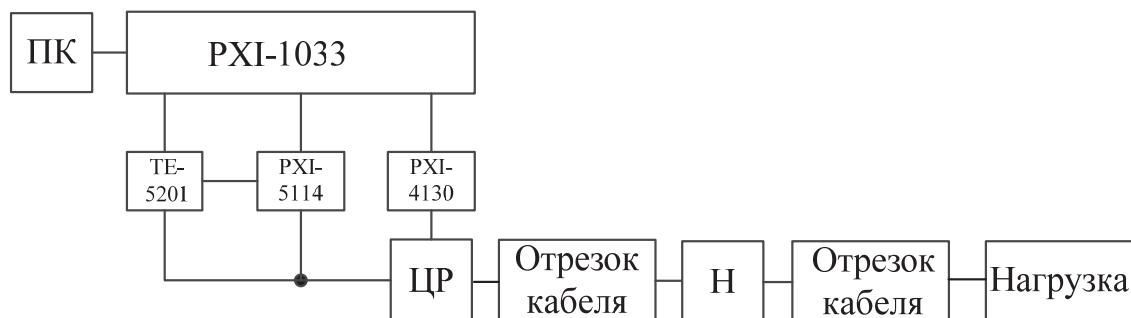 ПК
PXI-1033
TE-
5201
PXI-
5114
PXI-
4130
ЦР
Отрезок
кабеля
Н
Отрезок
кабеля
Нагрузка